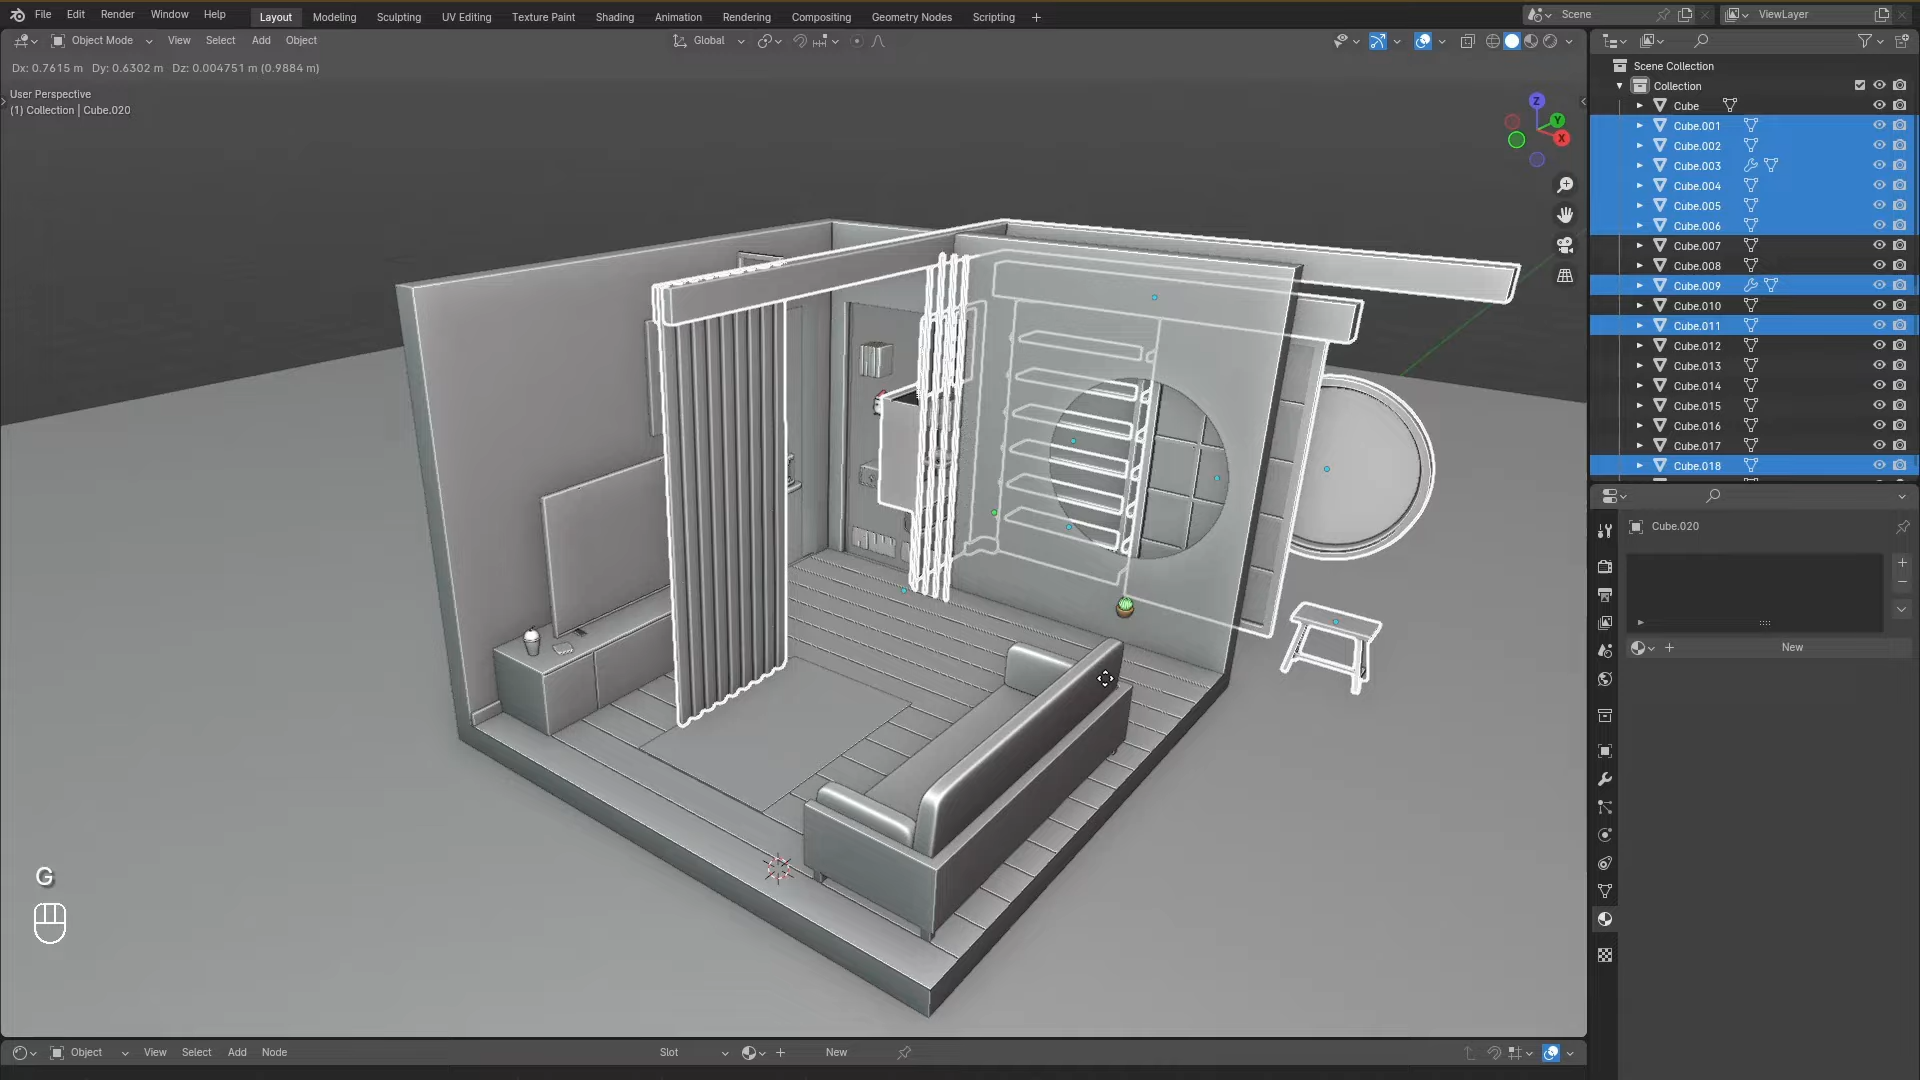 File Edit Render Window Help Layout Modeling Sculpting UV Editing Texture Paint Shading Animation Rendering Compositing Geometry Nodes Scripting + Scene ViewLayer
Object Mode View Select Add Object Global
Dx: 0.7615 m Dy: 0.6302 m Dz: 0.004751 m (0.9884 m)
User Perspective
(1) Collection | Cube.020
Z
Y
X
Scene Collection
Collection
Cube
Cube.001
Cube.002
Cube.003
Cube.004
Cube.005
Cube.006
Cube.007
Cube.008
Cube.009
Cube.010
Cube.011
Cube.012
Cube.013
Cube.014
Cube.015
Cube.016
Cube.017
Cube.018
Cube.020
New
G
Object View Select Add Node Slot New